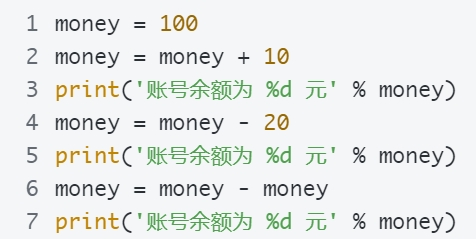 1 money = 100
2 money = money + 10
3 print('账号余额为 %d 元' % money)
4 money = money - 20
5 print('账号余额为 %d 元' % money)
6 money = money - money
7 print('账号余额为 %d 元' % money)